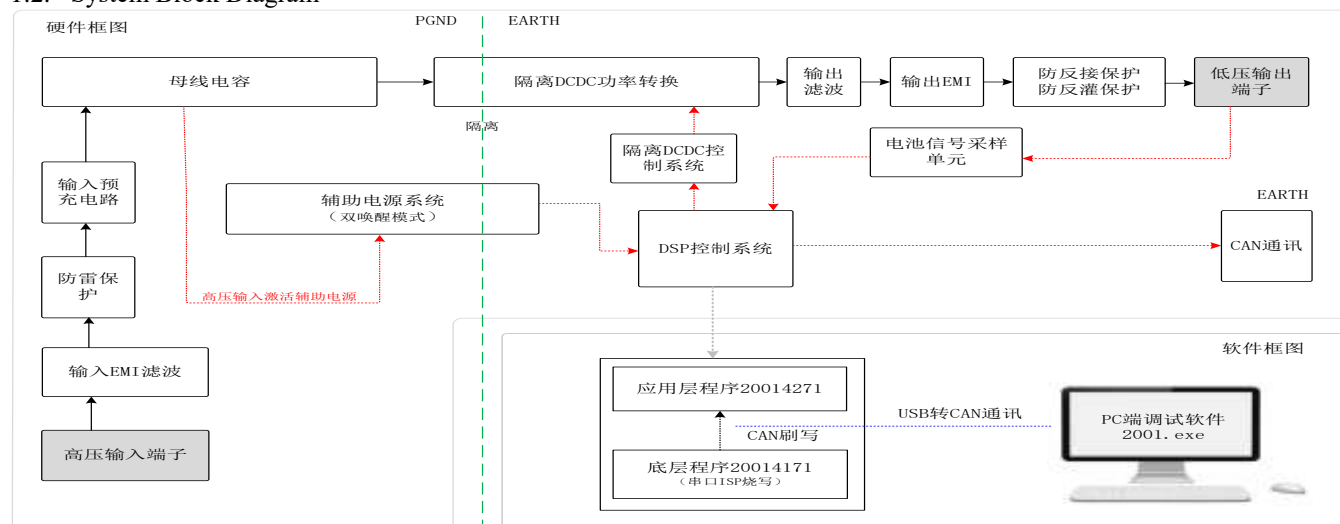 1.2. System Block Diagram
硬件框图
PGND
EARTH
母线电容
隔离DCDC功率转换
输出
滤波
输出EMI
防反接保护
防反灌保护
低压输出
端子
隔离
隔离DCDC控
制系统
电池信号采样
单元
输入预
充电路
辅助电源系统
(双唤醒模式)
EARTH
DSP控制系统
CAN通讯
防雷保
护
高压输入激活辅助电源
软件框图
输入EMI滤波
应用层程序20014271
USB转CAN通讯
PC端调试软件
2001.exe
CAN刷写
高压输入端子
底层程序20014171
(串口ISP烧写)